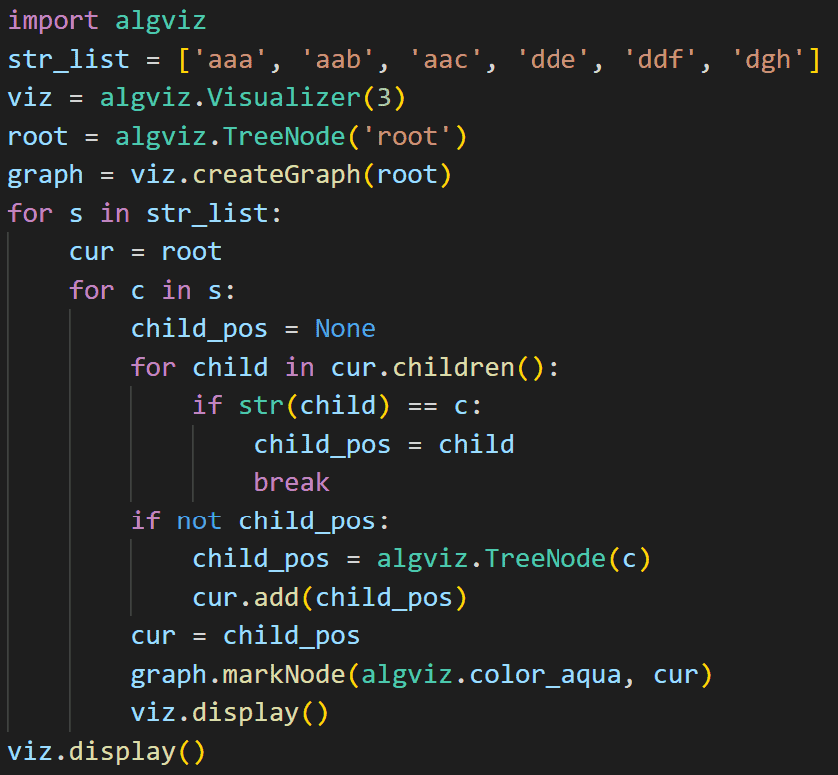 import algviz
str_list = ['aaa', 'aab', 'aac', 'dde', 'ddf', 'dgh']
viz = algviz.Visualizer(3)
root = algviz.TreeNode('root')
graph = viz.createGraph(root)
for s in str_list:
    cur = root
    for c in s:
        child_pos = None
        for child in cur.children():
            if str(child) == c:
                child_pos = child
                break
        if not child_pos:
            child_pos = algviz.TreeNode(c)
            cur.add(child_pos)
        cur = child_pos
        graph.markNode(algviz.color_aqua, cur)
        viz.display()
viz.display()